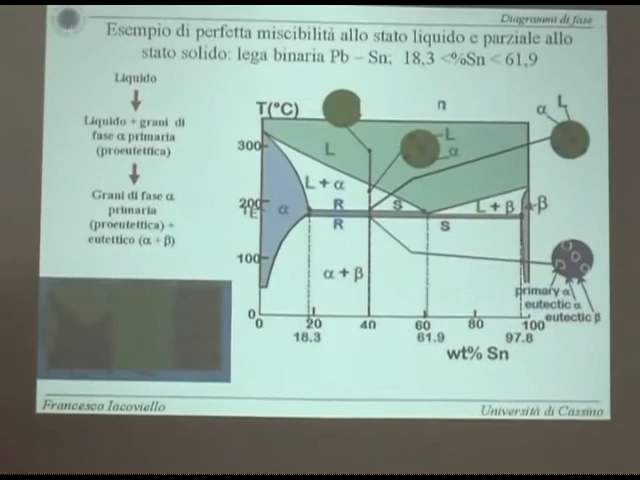 Diagrammi di fase
Esempio di perfetta miscibilità allo stato liquido e parziale allo
stato solido: lega binaria Pb – Sn; 18,3 <%Sn < 61,9
Liquido
Liquido + grani di
fase α primaria
(proeutettica)
Grani di fase α
primaria
(proeutettica) +
eutettico (α + β)
T(°C)
n
L
α
L
α
L
300
L + α
200
TE
α
R
S
L + β
β
R
S
100
α + β
primary α
eutectic α
eutectic β
0
0
20
40
60
80
100
18.3
61.9
97.8
wt% Sn
Francesco Iacoviello
Università di Cassino